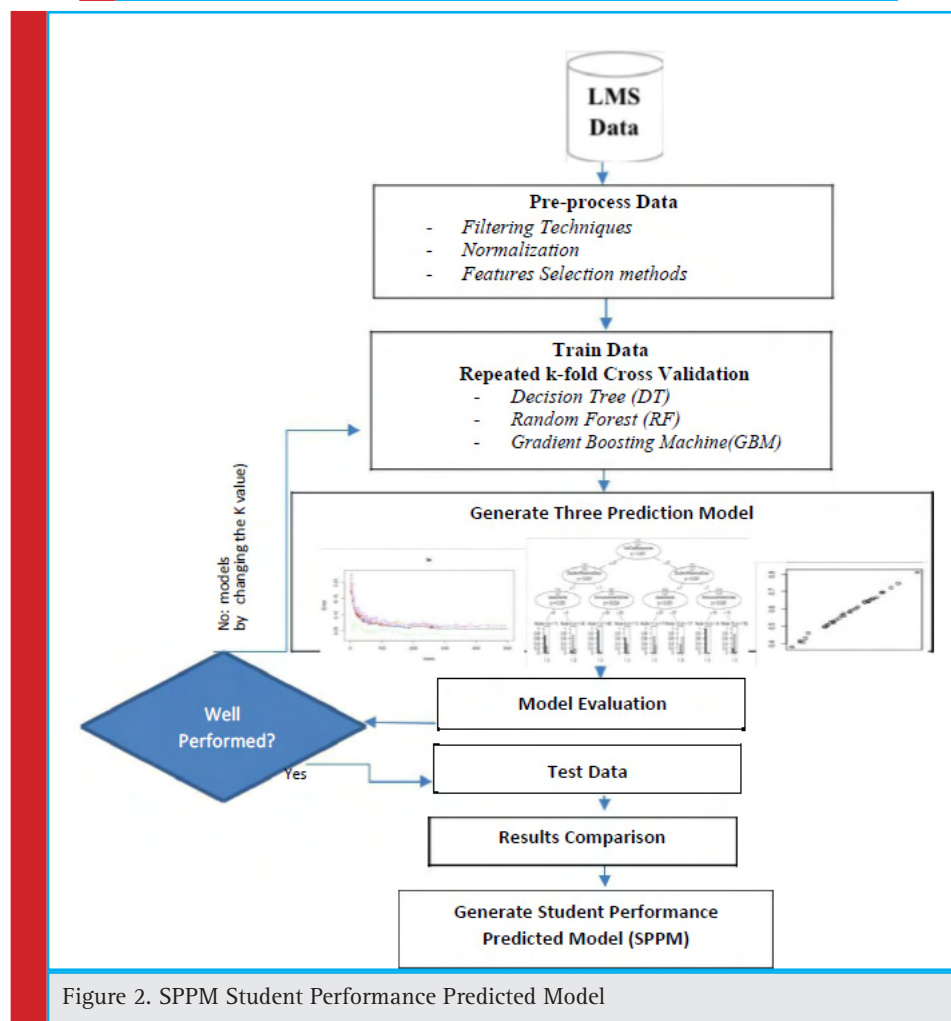 LMS
Data
Pre-process Data
- Filtering Techniques
- Normalization
- Features Selection methods
Train Data
Repeated k-fold Cross Validation
- Decision Tree (DT)
- Random Forest (RF)
- Gradient Boosting Machine(GBM)
No: models
by changing the K value)
Generate Three Prediction Model
Model Evaluation
Well
Performed?
Yes
Test Data
Results Comparison
Generate Student Performance
Predicted Model (SPPM)
Figure 2. SPPM Student Performance Predicted Model